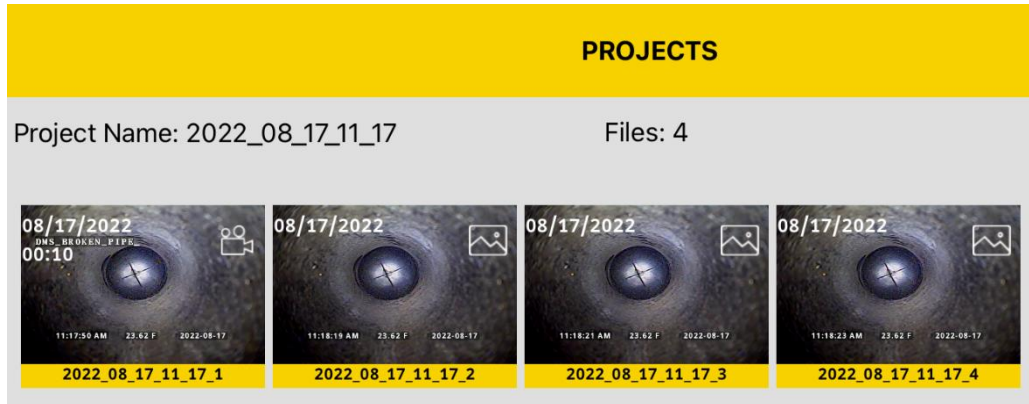 PROJECTS
Project Name: 2022_08_17_11_17 Files: 4
08/17/2022
DMS_BROKEN_PIPE_
00:10
11:17:50 AM 23.62 F 2022-08-17
2022_08_17_11_17_1
08/17/2022
11:18:19 AM 23.62 F 2022-08-17
2022_08_17_11_17_2
08/17/2022
11:18:21 AM 23.62 F 2022-08-17
2022_08_17_11_17_3
08/17/2022
11:18:23 AM 23.62 F 2022-08-17
2022_08_17_11_17_4